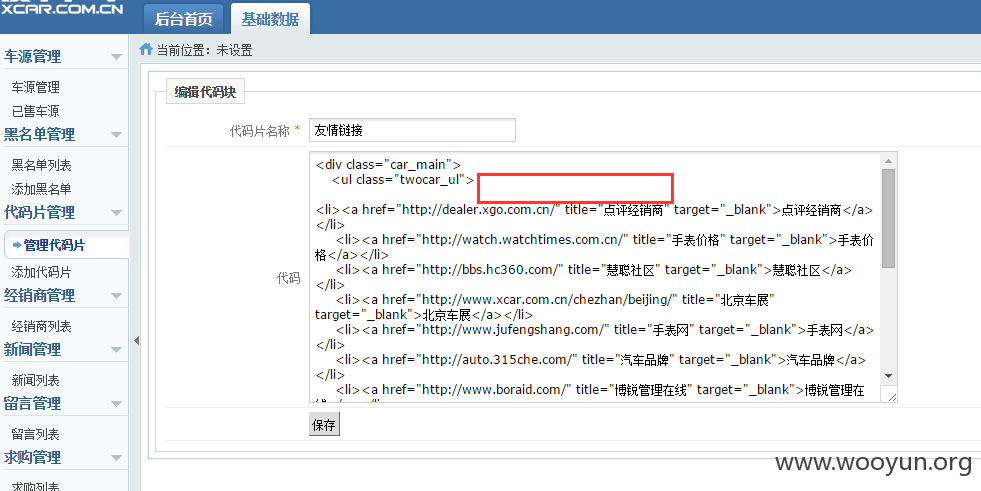 XCAR.COM.CN
后台首页
基础数据
当前位置：未设置
车源管理
车源管理
已售车源
黑名单管理
黑名单列表
添加黑名单
代码片管理
管理代码片
添加代码片
经销商管理
经销商列表
新闻管理
新闻列表
留言管理
留言列表
求购管理
求购列表
编辑代码块
代码片名称 * 友情链接
代码
<div class="car_main">
<ul class="twocar_ul">
<li><a href="http://dealer.xgo.com.cn/" title="点评经销商" target="_blank">点评经销商</a>
</li>
<li><a href="http://watch.watchtimes.com.cn/" title="手表价格" target="_blank">手表价
格</a></li>
<li><a href="http://bbs.hc360.com/" title="慧聪社区" target="_blank">慧聪社区</a>
</li>
<li><a href="http://www.xcar.com.cn/chezhan/beijing/" title="北京车展"
target="_blank">北京车展</a></li>
<li><a href="http://www.jufengshang.com/" title="手表网" target="_blank">手表网</a>
</li>
<li><a href="http://auto.315che.com/" title="汽车品牌" target="_blank">汽车品牌</a>
</li>
<li><a href="http://www.boraid.com/" title="博锐管理在线" target="_blank">博锐管理在
保存
www.wooyun.org